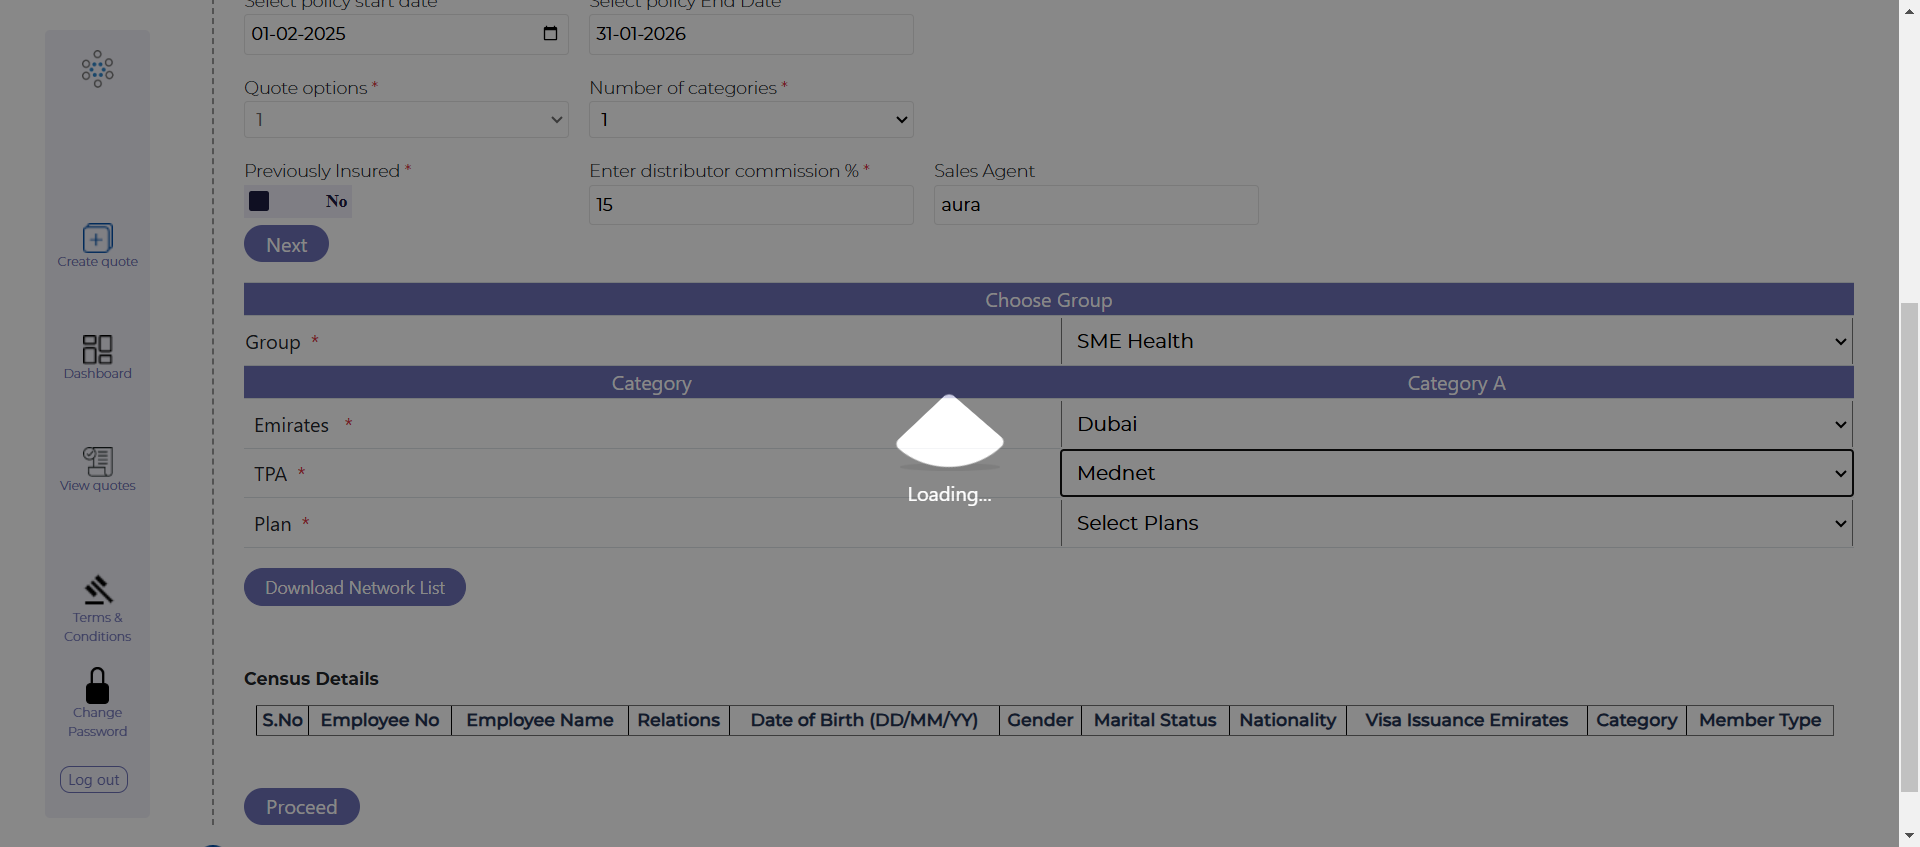 Select policy start date
Select policy End Date
01-02-2025
31-01-2026
Quote options *
Number of categories *
1
1
Previously Insured *
Enter distributor commission % *
Sales Agent
No
15
aura
Next
Choose Group
Group *
SME Health
Category
Category A
Emirates *
Dubai
TPA *
Mednet
Loading...
Plan *
Select Plans
Download Network List
Census Details
S.No Employee No Employee Name Relations Date of Birth (DD/MM/YY) Gender Marital Status Nationality Visa Issuance Emirates Category Member Type
Proceed
Create quote
Dashboard
View quotes
Terms &
Conditions
Change
Password
Log out